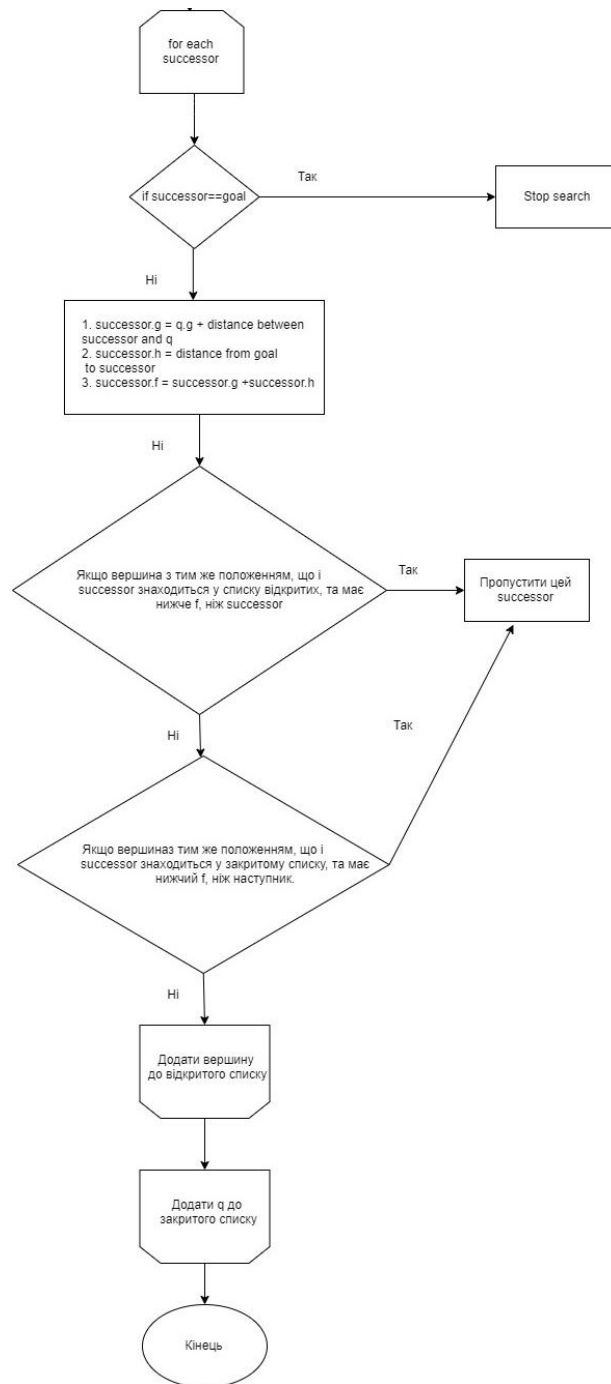 for each
successor
if successor==goal
Так
Stop search
Ні
1. successor.g = q.g + distance between
successor and q
2. successor.h = distance from goal
to successor
3. successor.f = successor.g +successor.h
Ні
Якщо вершина з тим же положенням, що і
successor знаходиться у списку відкритих, та має
нижче f, ніж successor
Так
Пропустити цей
successor
Ні
Так
Якщо вершиназ тим же положенням, що і
successor знаходиться у закритому списку, та має
нижчий f, ніж наступник.
Ні
Додати вершину
до відкритого списку
Додати q до
закритого списку
Кінець